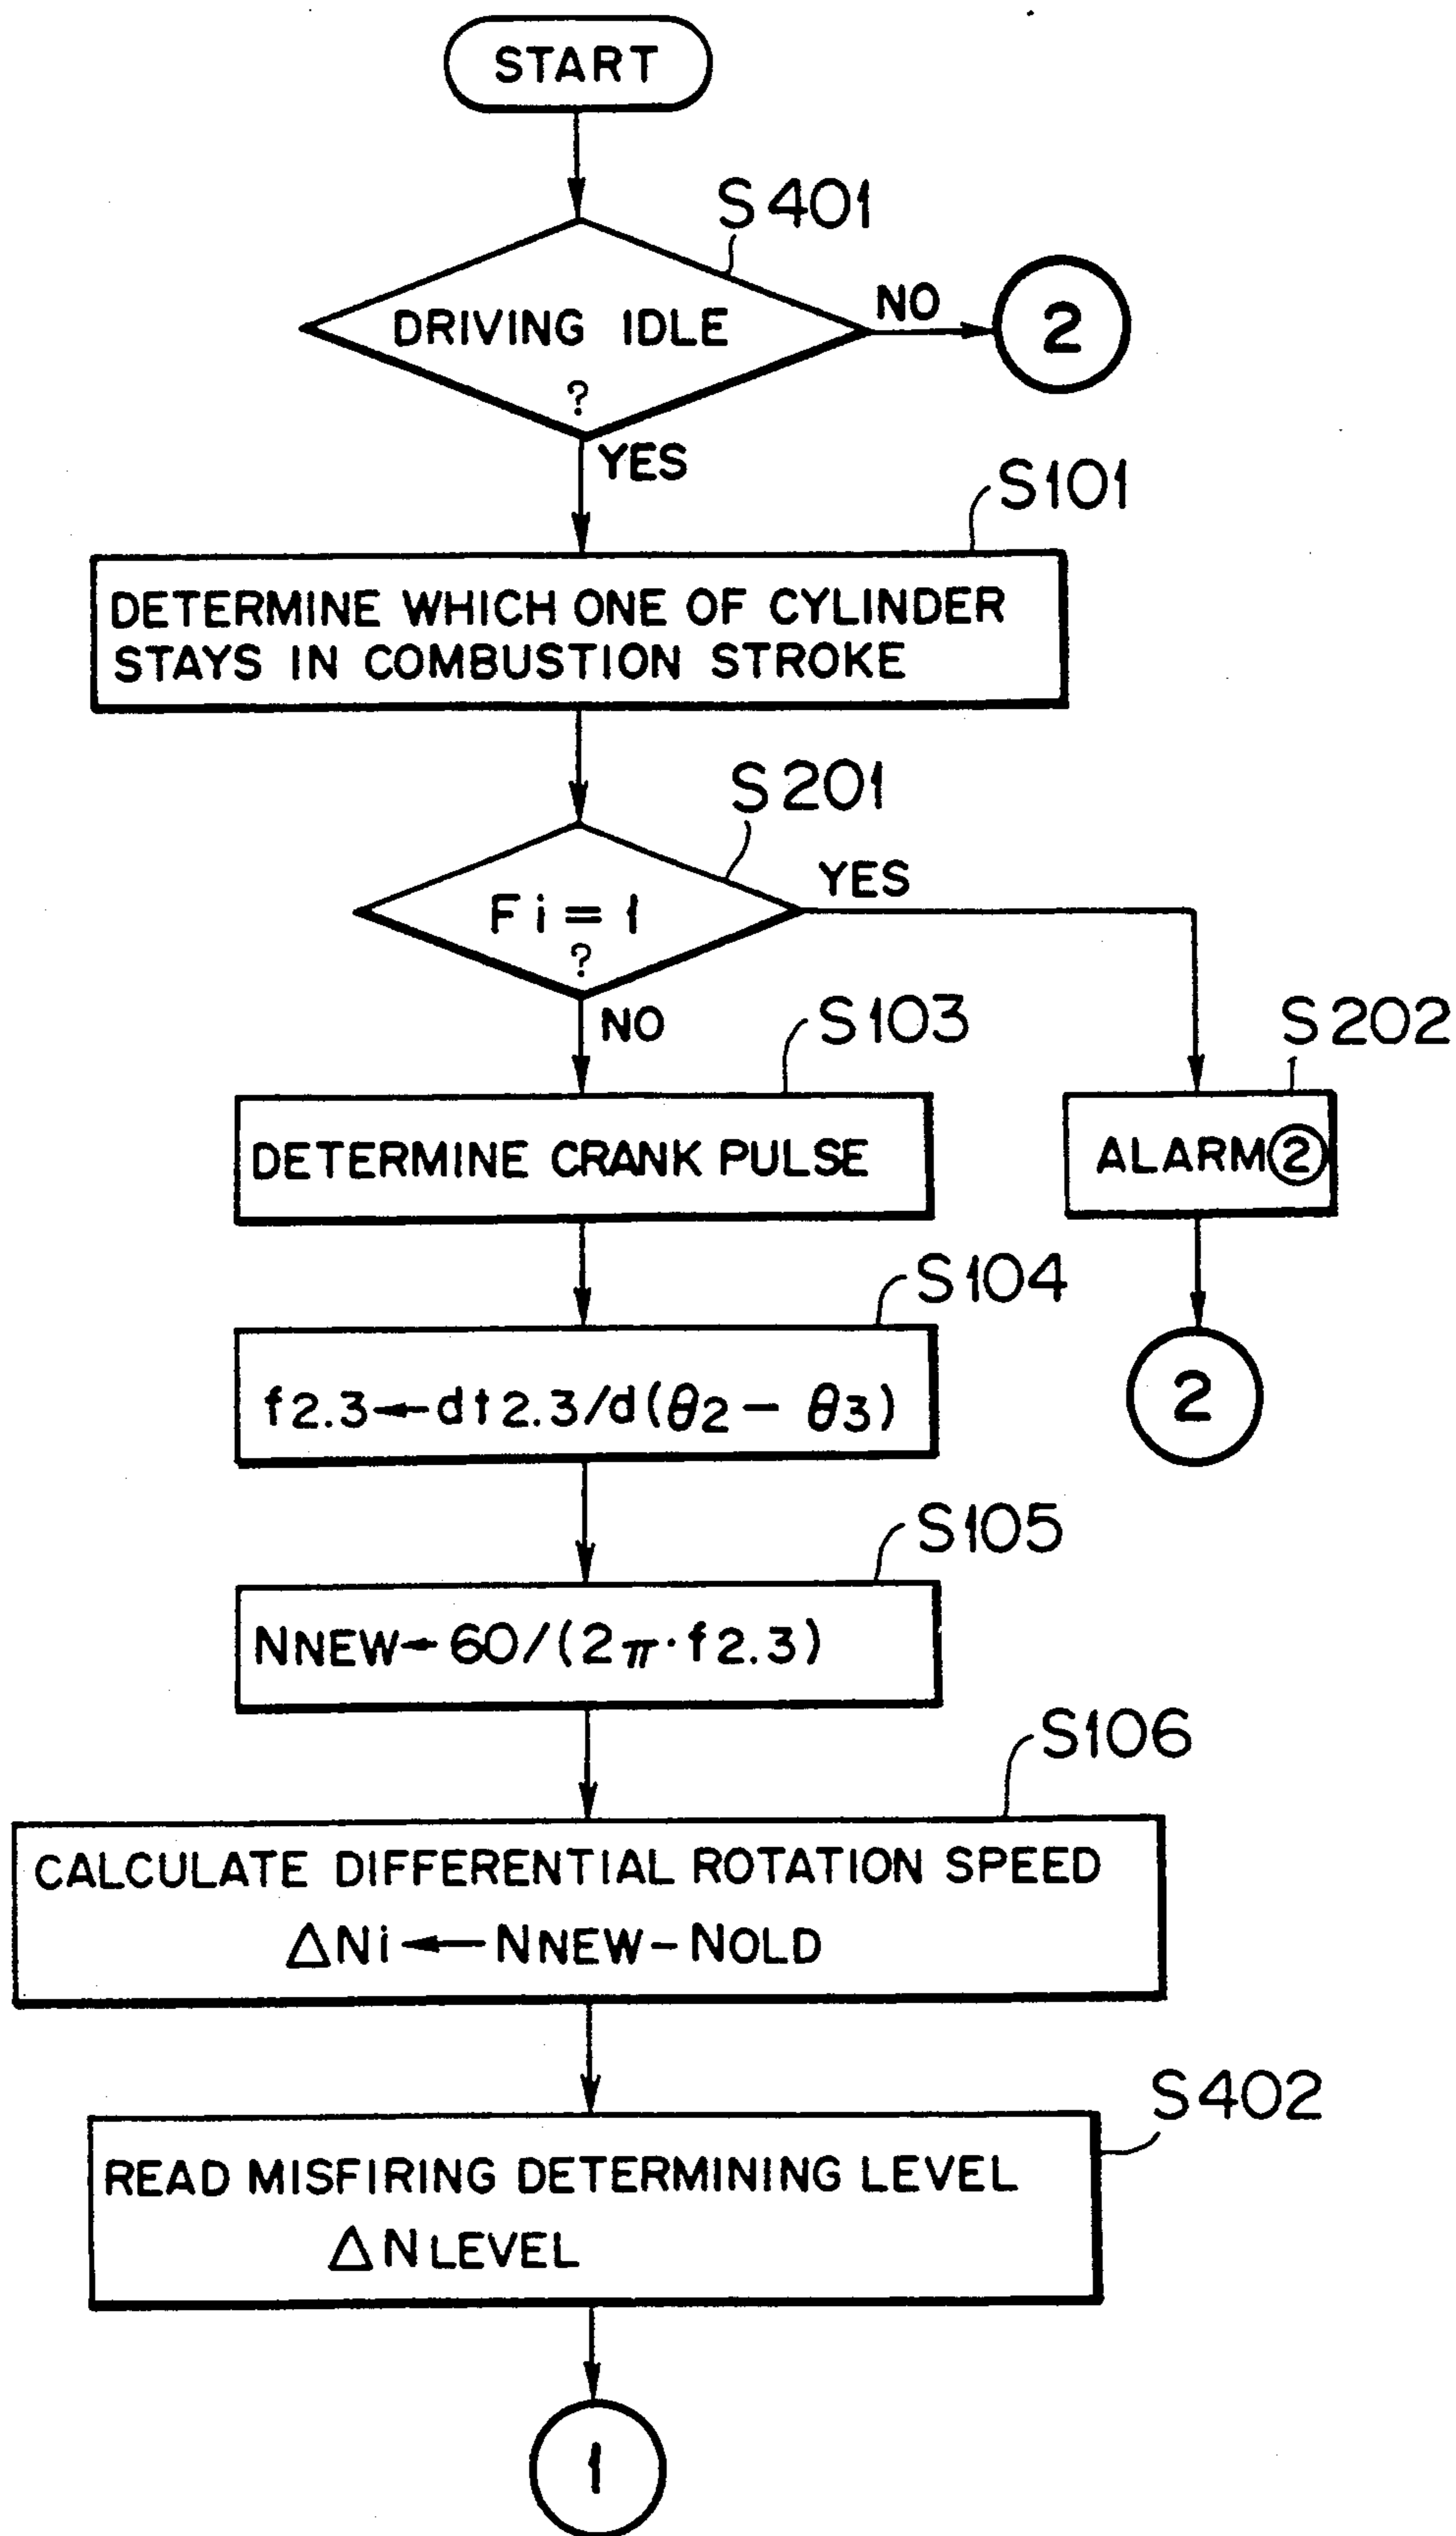 START
S401
DRIVING IDLE
?
NO
2
YES
S101
DETERMINE WHICH ONE OF CYLINDER
STAYS IN COMBUSTION STROKE
S201
Fi = 1
?
YES
NO
S103
S202
DETERMINE CRANK PULSE
ALARM②
S104
f2.3←dt2.3/d(θ2 − θ3)
2
S105
NNEW←60/(2π·f2.3)
S106
CALCULATE DIFFERENTIAL ROTATION SPEED
△Ni←NNEW−NOLD
S402
READ MISFIRING DETERMINING LEVEL
△NLEVEL
1